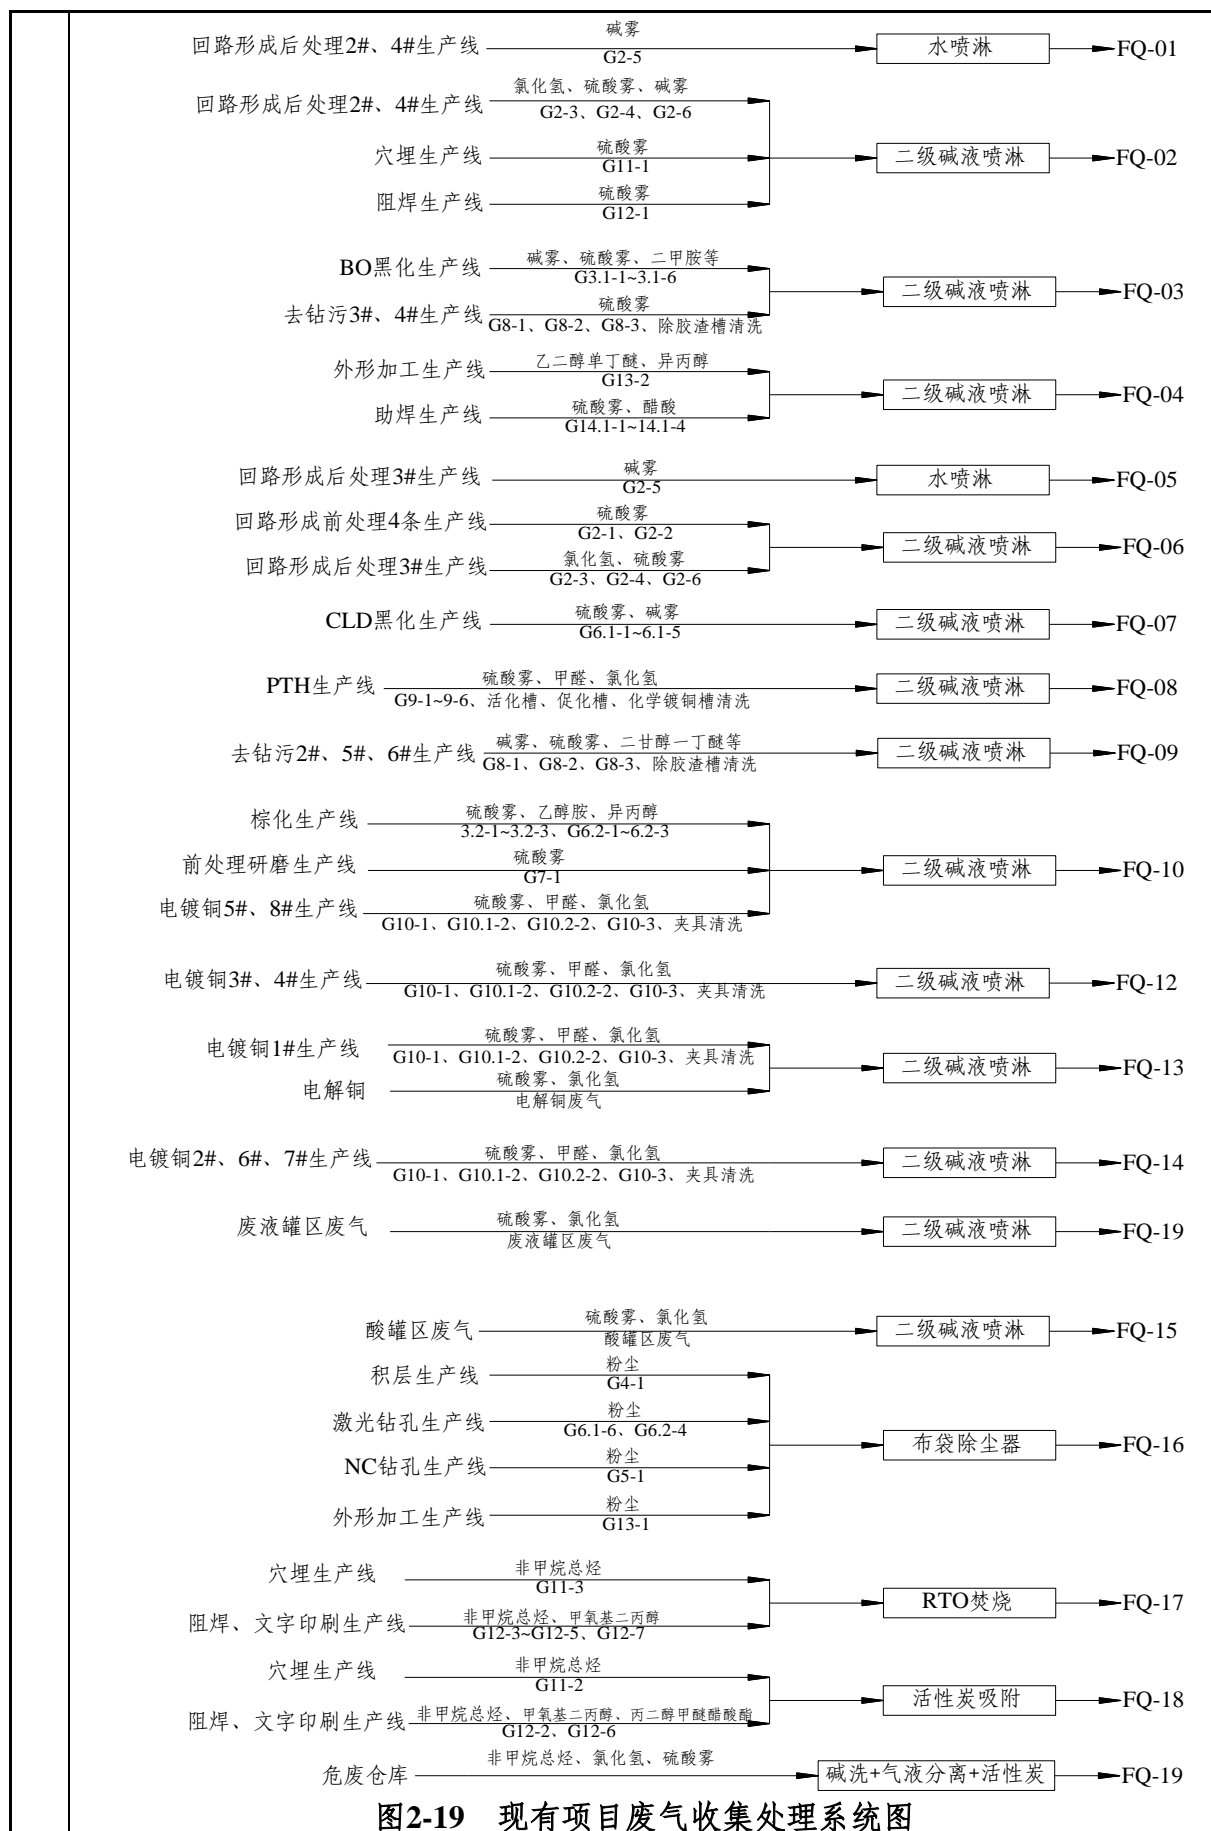 碱雾
回路形成后处理2#、4#生产线 水喷淋 FQ-01
G2-5
氯化氢、硫酸雾、碱雾
回路形成后处理2#、4#生产线
G2-3、G2-4、G2-6
硫酸雾
穴埋生产线 二级碱液喷淋 FQ-02
G11-1
硫酸雾
阻焊生产线
G12-1
碱雾、硫酸雾、二甲胺等
BO黑化生产线
G3.1-1~3.1-6
二级碱液喷淋 FQ-03
硫酸雾
去钻污3#、4#生产线
G8-1、G8-2、G8-3、除胶渣槽清洗
乙二醇单丁醚、异丙醇
外形加工生产线
G13-2
二级碱液喷淋 FQ-04
硫酸雾、醋酸
助焊生产线
G14.1-1~14.1-4
碱雾
回路形成后处理3#生产线 水喷淋 FQ-05
G2-5
硫酸雾
回路形成前处理4条生产线
G2-1、G2-2
二级碱液喷淋 FQ-06
氯化氢、硫酸雾
回路形成后处理3#生产线
G2-3、G2-4、G2-6
硫酸雾、碱雾
CLD黑化生产线 二级碱液喷淋 FQ-07
G6.1-1~6.1-5
硫酸雾、甲醛、氯化氢
PTH生产线 二级碱液喷淋 FQ-08
G9-1~9-6、活化槽、促化槽、化学镀铜槽清洗
碱雾、硫酸雾、二甘醇一丁醚等
去钻污2#、5#、6#生产线 二级碱液喷淋 FQ-09
G8-1、G8-2、G8-3、除胶渣槽清洗
硫酸雾、乙醇胺、异丙醇
棕化生产线
3.2-1~3.2-3、G6.2-1~6.2-3
硫酸雾
前处理研磨生产线 二级碱液喷淋 FQ-10
G7-1
硫酸雾、甲醛、氯化氢
电镀铜5#、8#生产线
G10-1、G10.1-2、G10.2-2、G10-3、夹具清洗
硫酸雾、甲醛、氯化氢
电镀铜3#、4#生产线 二级碱液喷淋 FQ-12
G10-1、G10.1-2、G10.2-2、G10-3、夹具清洗
硫酸雾、甲醛、氯化氢
电镀铜1#生产线
G10-1、G10.1-2、G10.2-2、G10-3、夹具清洗
二级碱液喷淋 FQ-13
硫酸雾、氯化氢
电解铜
电解铜废气
硫酸雾、甲醛、氯化氢
电镀铜2#、6#、7#生产线 二级碱液喷淋 FQ-14
G10-1、G10.1-2、G10.2-2、G10-3、夹具清洗
硫酸雾、氯化氢
废液罐区废气 二级碱液喷淋 FQ-19
废液罐区废气
硫酸雾、氯化氢
酸罐区废气 二级碱液喷淋 FQ-15
酸罐区废气
粉尘
积层生产线
G4-1
粉尘
激光钻孔生产线
G6.1-6、G6.2-4
布袋除尘器 FQ-16
粉尘
NC钻孔生产线
G5-1
粉尘
外形加工生产线
G13-1
非甲烷总烃
穴埋生产线
G11-3
RTO焚烧 FQ-17
非甲烷总烃、甲氧基二丙醇
阻焊、文字印刷生产线
G12-3~G12-5、G12-7
非甲烷总烃
穴埋生产线
G11-2
活性炭吸附 FQ-18
非甲烷总烃、甲氧基二丙醇、丙二醇甲醚醋酸酯
阻焊、文字印刷生产线
G12-2、G12-6
非甲烷总烃、氯化氢、硫酸雾
危废仓库 碱洗+气液分离+活性炭 FQ-19
图2-19 现有项目废气收集处理系统图